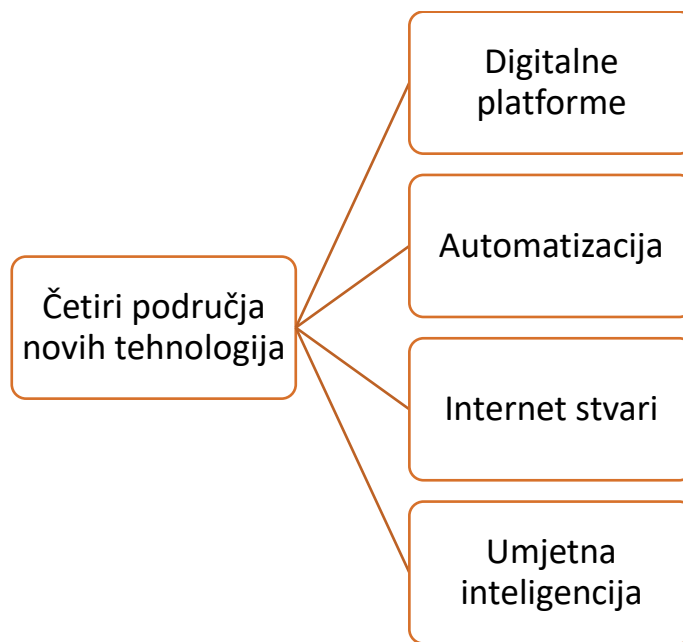 Četiri područja
novih tehnologija
Digitalne
platforme
Automatizacija
Internet stvari
Umjetna
inteligencija